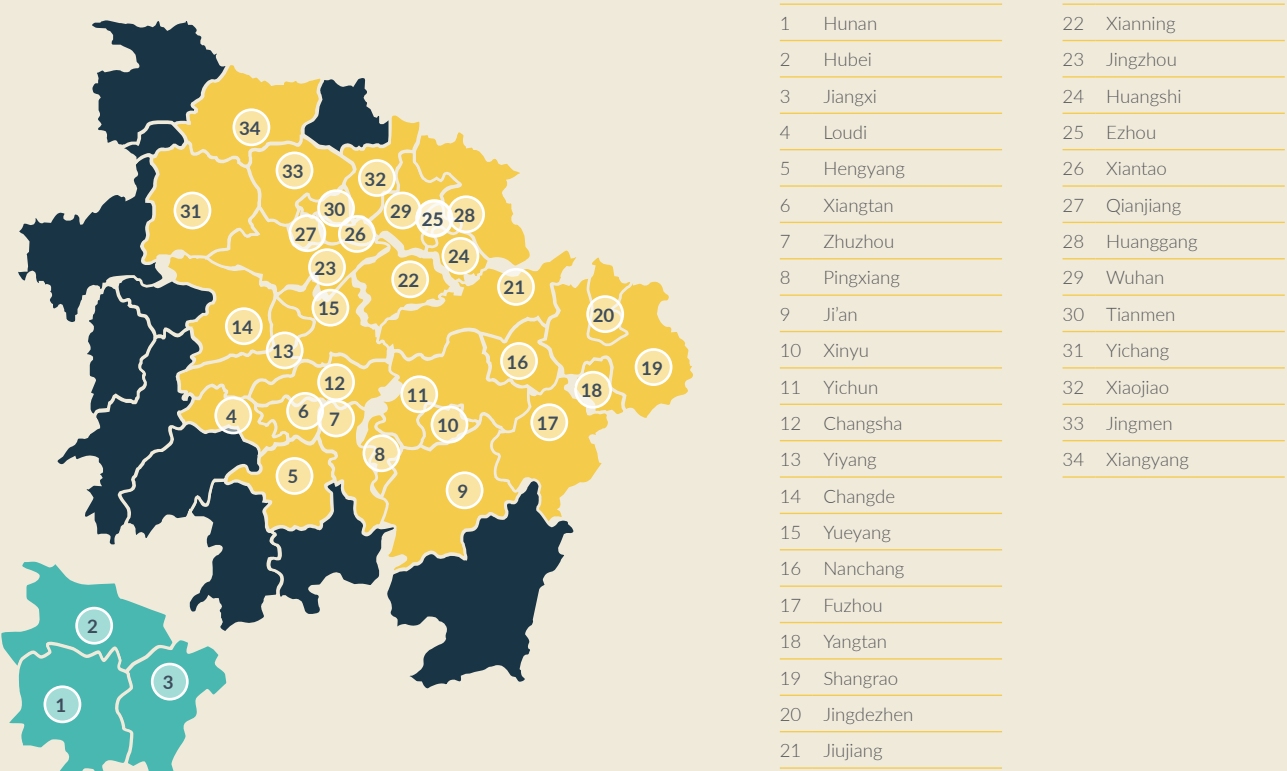 34
33
32
31
30
29
25
28
27
26
24
23
22
21
15
20
14
13
16
19
12
18
11
4
6
7
10
17
8
5
9
2
3
1
1 Hunan
2 Hubei
3 Jiangxi
4 Loudi
5 Hengyang
6 Xiangtan
7 Zhuzhou
8 Pingxiang
9 Ji’an
10 Xinyu
11 Yichun
12 Changsha
13 Yiyang
14 Changde
15 Yueyang
16 Nanchang
17 Fuzhou
18 Yangtan
19 Shangrao
20 Jingdezhen
21 Jiujiang
22 Xianning
23 Jingzhou
24 Huangshi
25 Ezhou
26 Xiantao
27 Qianjiang
28 Huanggang
29 Wuhan
30 Tianmen
31 Yichang
32 Xiaojiao
33 Jingmen
34 Xiangyang